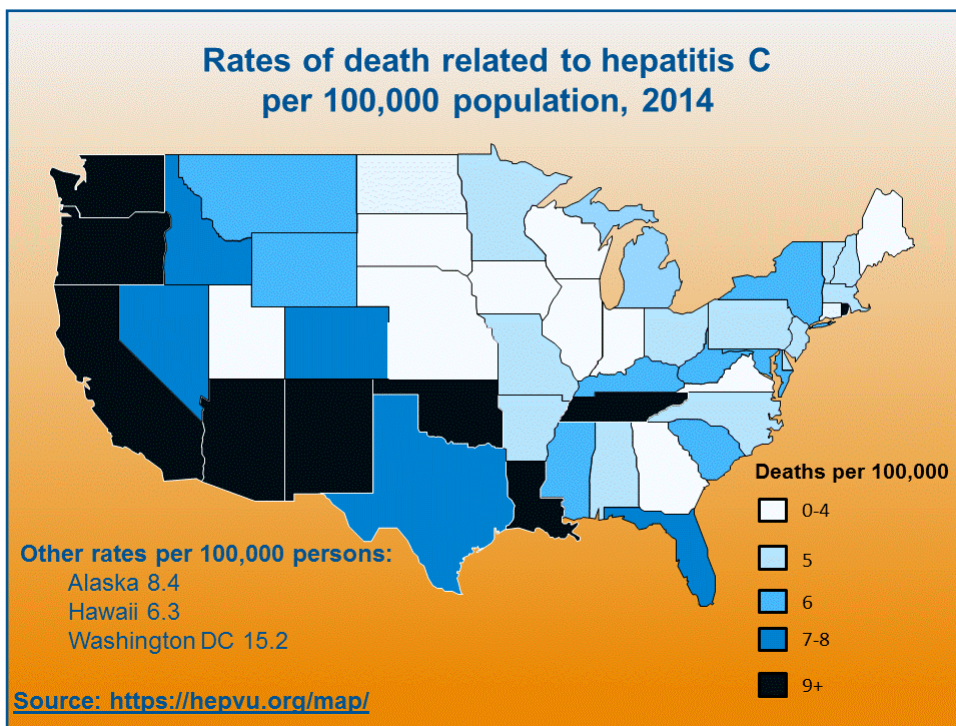 Rates of death related to hepatitis C
per 100,000 population, 2014
Deaths per 100,000
0-4
5
6
7-8
9+
Other rates per 100,000 persons:
Alaska 8.4
Hawaii 6.3
Washington DC 15.2
Source: https://hepvu.org/map/